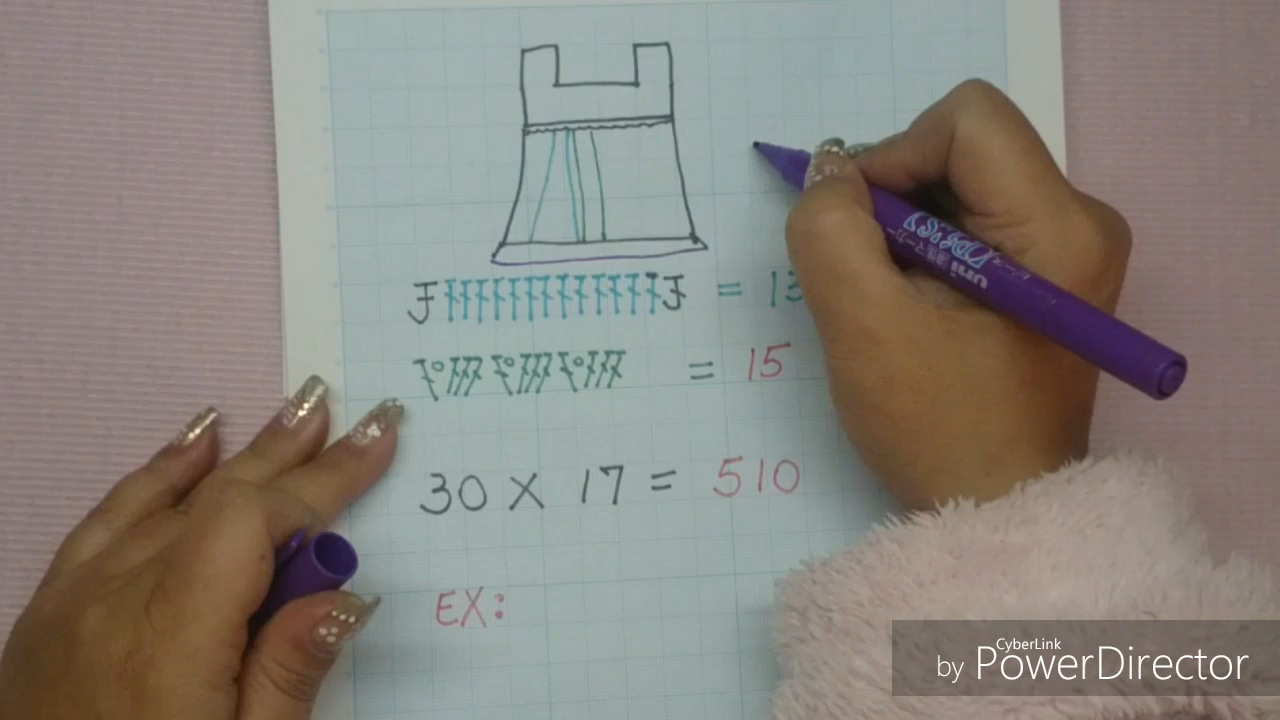 = 13
= 15
30 X 17 = 510
EX:
uni
CyberLink
by PowerDirector